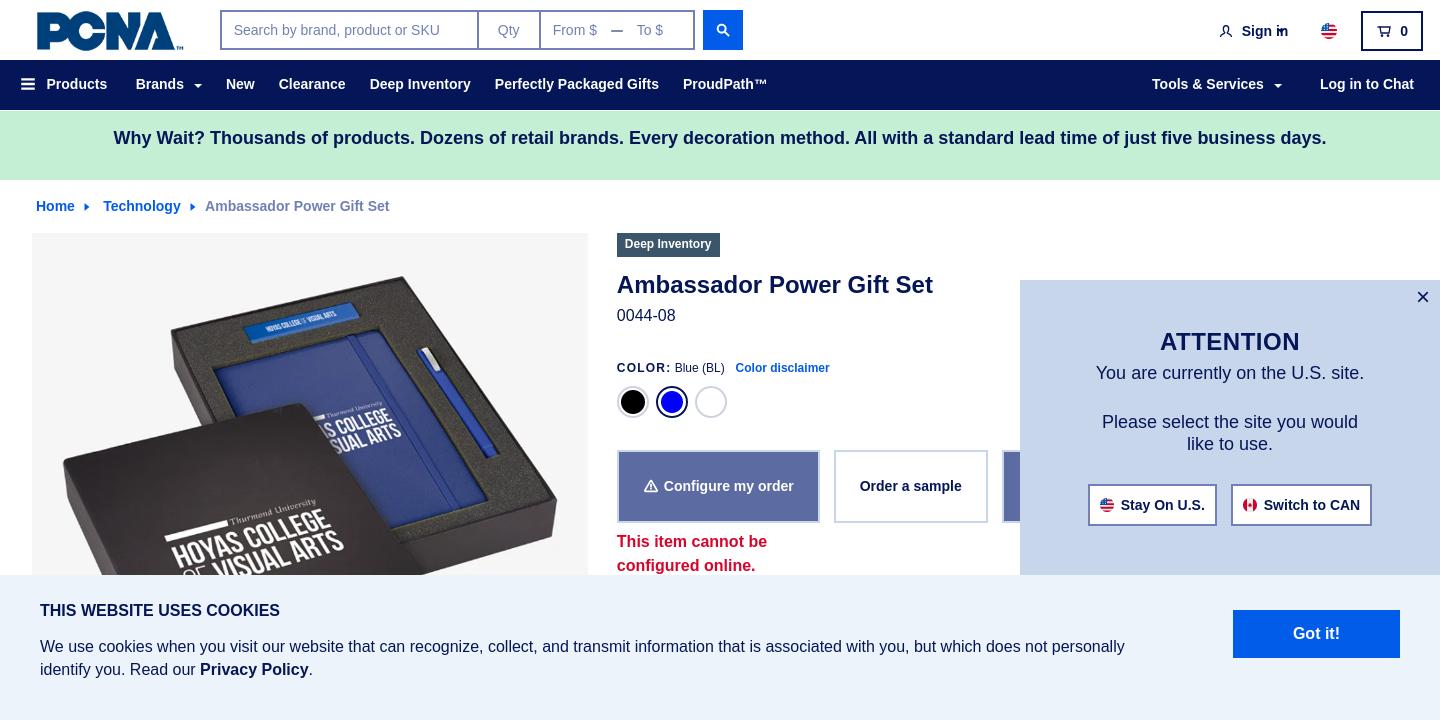 PCNA™
Search by brand, product or SKU
Qty
From $ — To $
Sign in
0
Products
Brands
New
Clearance
Deep Inventory
Perfectly Packaged Gifts
ProudPath™
Tools & Services
Log in to Chat
Why Wait? Thousands of products. Dozens of retail brands. Every decoration method. All with a standard lead time of just five business days.
Home
Technology
Ambassador Power Gift Set
HOYAS COLLEGE OF VISUAL ARTS
Thurmond University
HOYAS COLLEGE
OF VISUAL ARTS
Thurmond University
HOYAS COLLEGE
OF VISUAL ARTS
Deep Inventory
Ambassador Power Gift Set
0044-08
COLOR: Blue (BL) Color disclaimer
Configure my order
Order a sample
This item cannot be
configured online.
×
ATTENTION
You are currently on the U.S. site.
Please select the site you would
like to use.
Stay On U.S.
Switch to CAN
THIS WEBSITE USES COOKIES
We use cookies when you visit our website that can recognize, collect, and transmit information that is associated with you, but which does not personally
identify you. Read our Privacy Policy.
Got it!